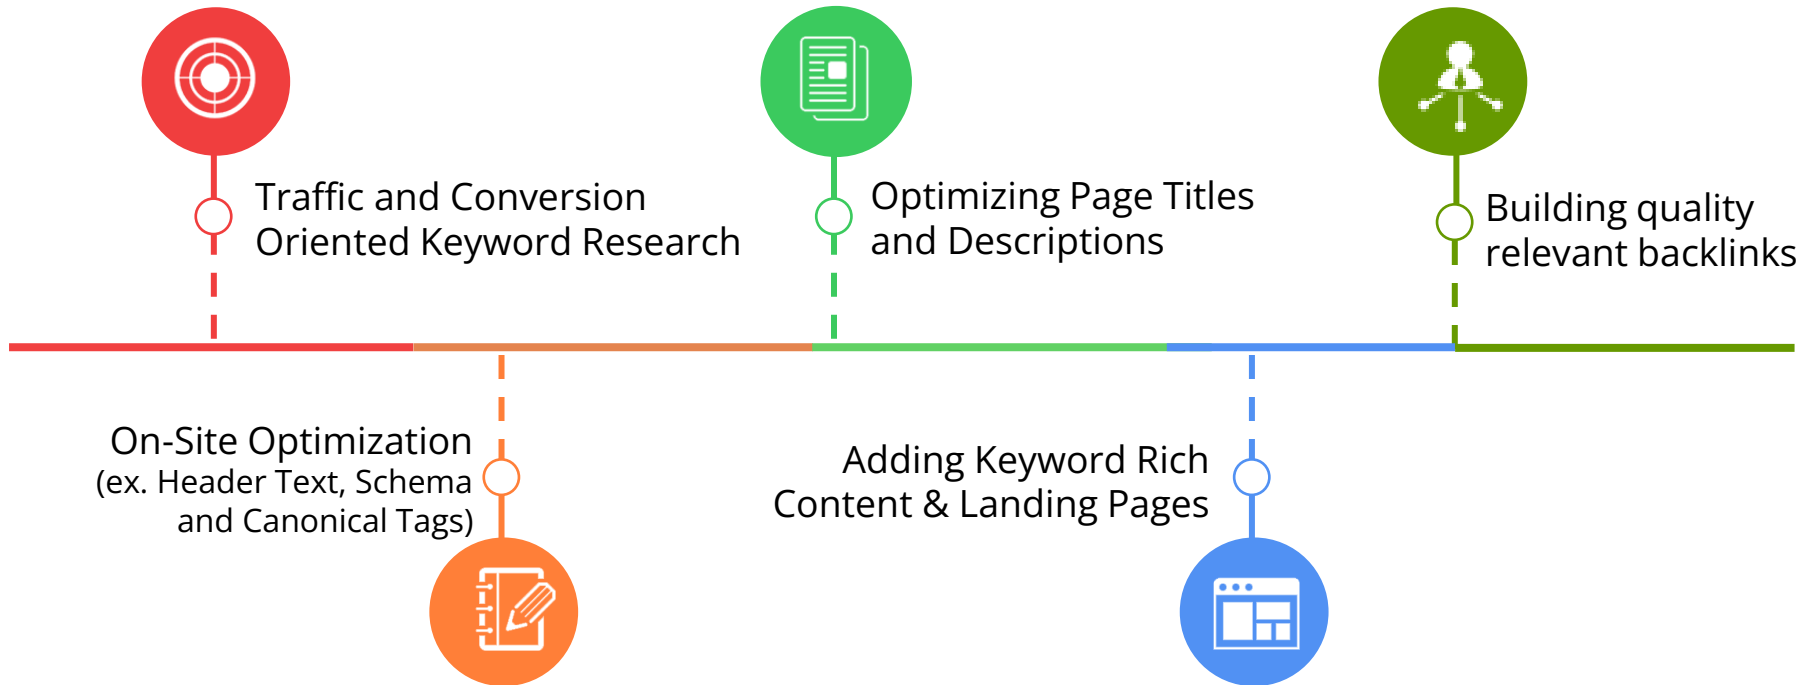 Traffic and Conversion
Oriented Keyword Research
On-Site Optimization
(ex. Header Text, Schema
and Canonical Tags)
Optimizing Page Titles
and Descriptions
Adding Keyword Rich
Content & Landing Pages
Building quality
relevant backlinks